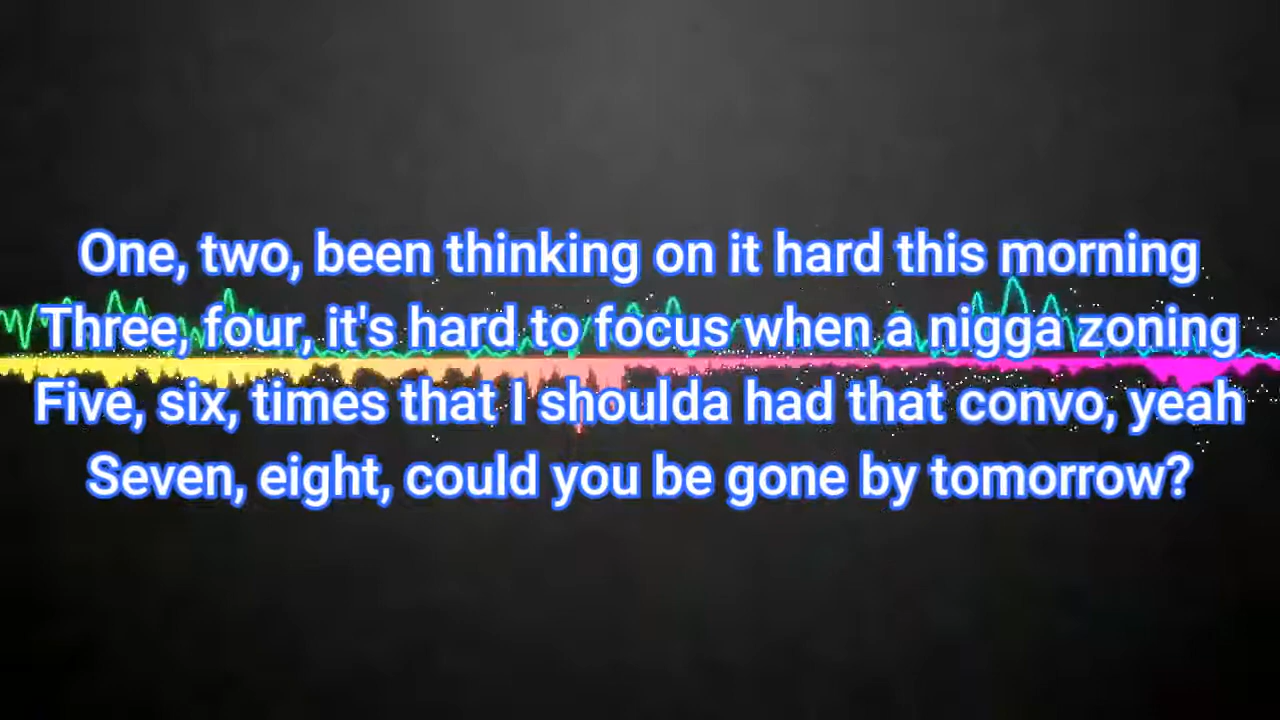 One, two, been thinking on it hard this morning
Three, four, it's hard to focus when a nigga zoning
Five, six, times that I shoulda had that convo, yeah
Seven, eight, could you be gone by tomorrow?